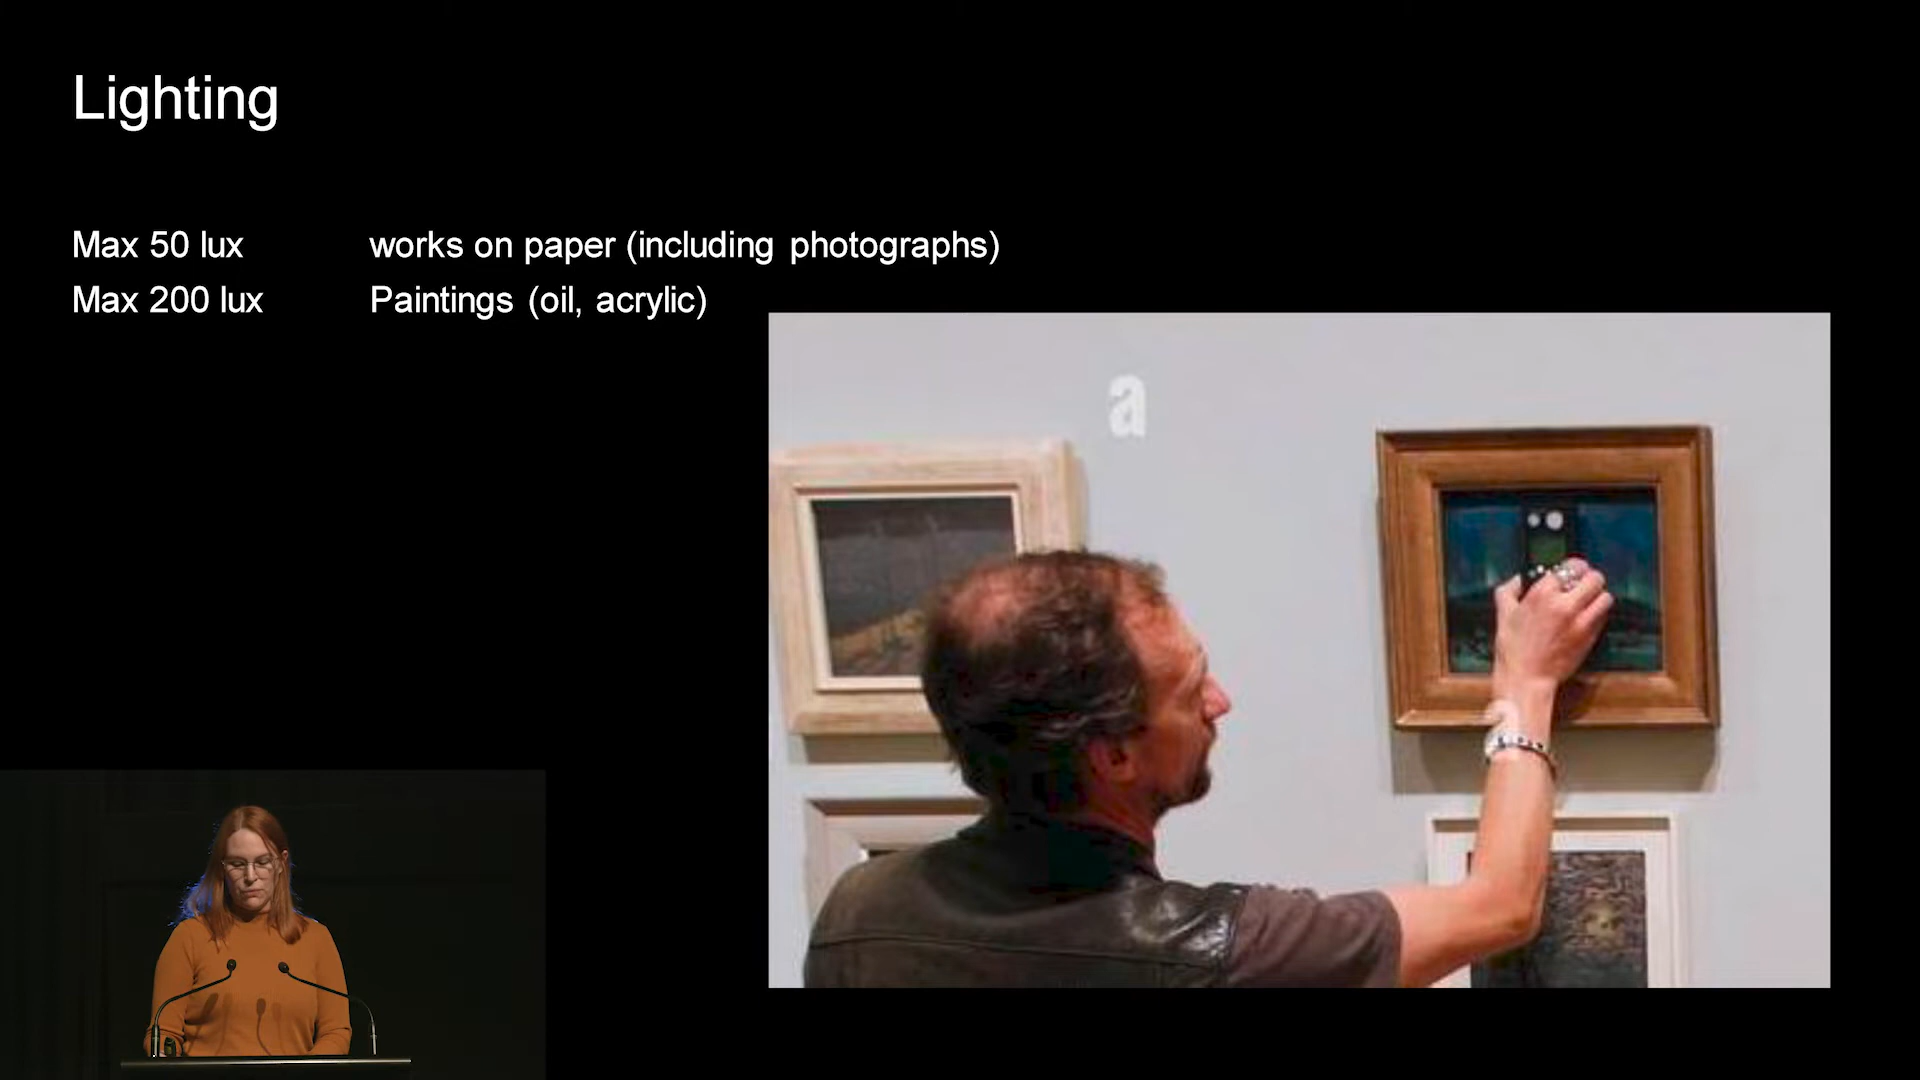 Lighting
Max 50 lux works on paper (including photographs)
Max 200 lux Paintings (oil, acrylic)
a